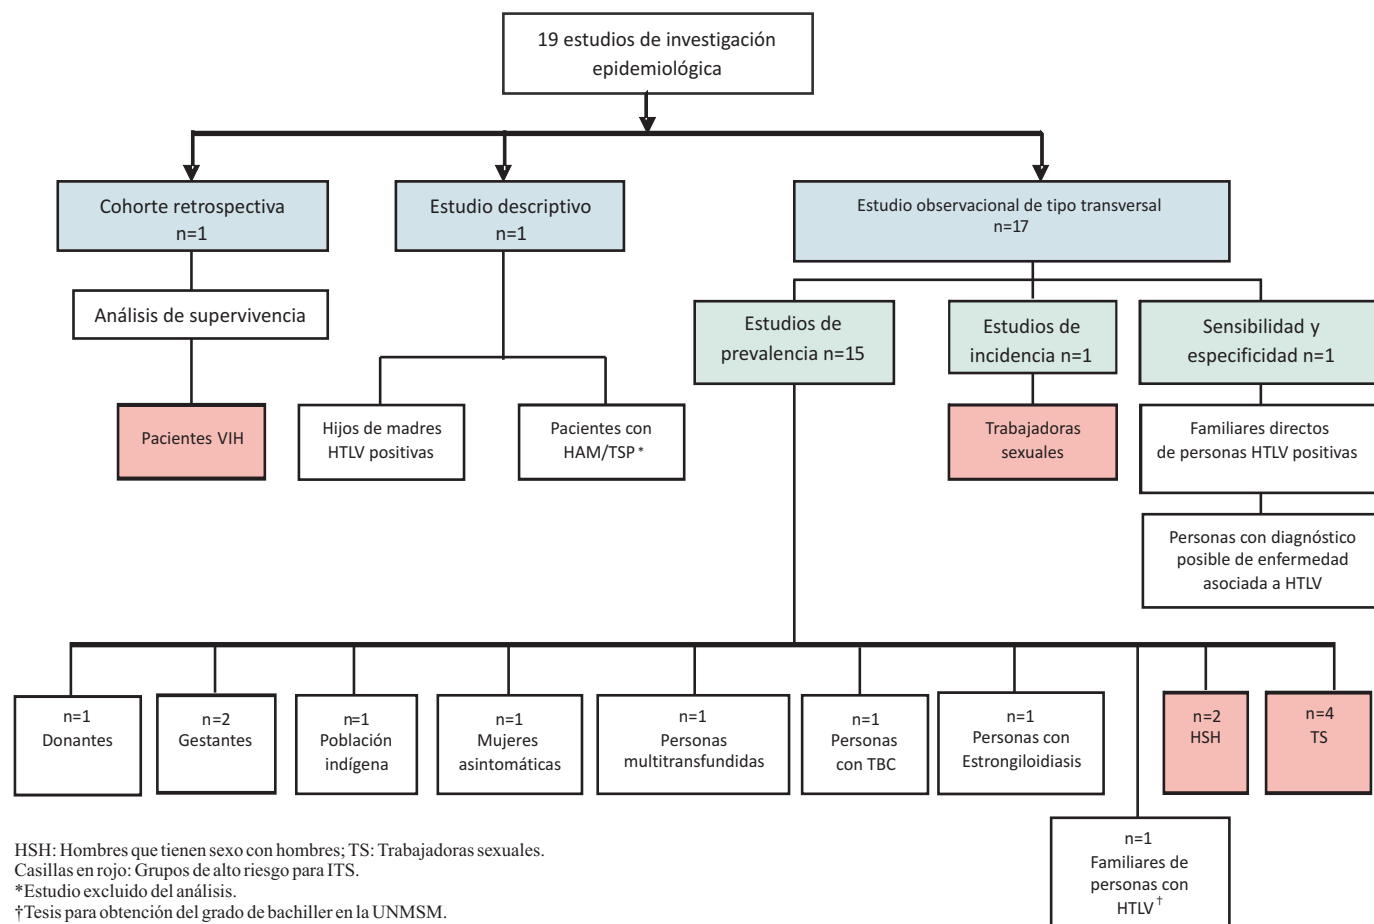 19 estudios de investigación
epidemiológica
Cohorte retrospectiva
n=1
Estudio descriptivo
n=1
Estudio observacional de tipo transversal
n=17
Análisis de supervivencia
Estudios de
prevalencia n=15
Estudios de
incidencia n=1
Sensibilidad y
especificidad n=1
Pacientes VIH
Hijos de madres
HTLV positivas
Pacientes con
HAM/TSP*
Trabajadoras
sexuales
Familiares directos
de personas HTLV positivas
Personas con diagnóstico
posible de enfermedad
asociada a HTLV
n=1
Donantes
n=2
Gestantes
n=1
Población
indígena
n=1
Mujeres
asintomáticas
n=1
Personas
multitransfundidas
n=1
Personas
con TBC
n=1
Personas con
Estrongiloidiasis
n=2
HSH
n=4
TS
n=1
Familiares de
personas con
HTLV†
HSH: Hombres que tienen sexo con hombres; TS: Trabajadoras sexuales.
Casillas en rojo: Grupos de alto riesgo para ITS.
*Estudio excluido del análisis.
†Tesis para obtención del grado de bachiller en la UNMSM.